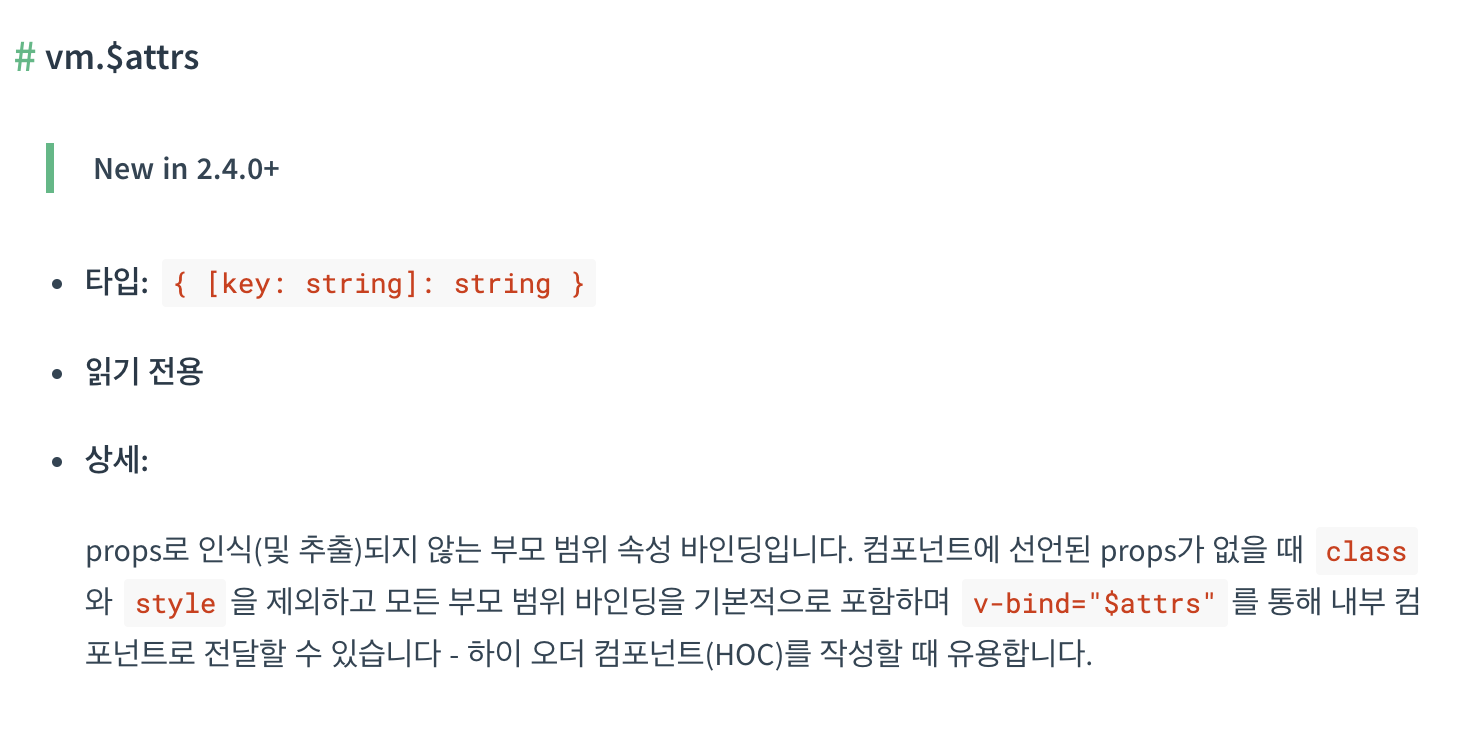 # vm.$attrs
New in 2.4.0+
• 타입: { [key: string]: string }
• 읽기 전용
• 상세:
props로 인식(및 추출)되지 않는 부모 범위 속성 바인딩입니다. 컴포넌트에 선언된 props가 없을 때 class
와 style 을 제외하고 모든 부모 범위 바인딩을 기본적으로 포함하며 v-bind="$attrs" 를 통해 내부 컴
포넌트로 전달할 수 있습니다 - 하이 오더 컴포넌트(HOC)를 작성할 때 유용합니다.